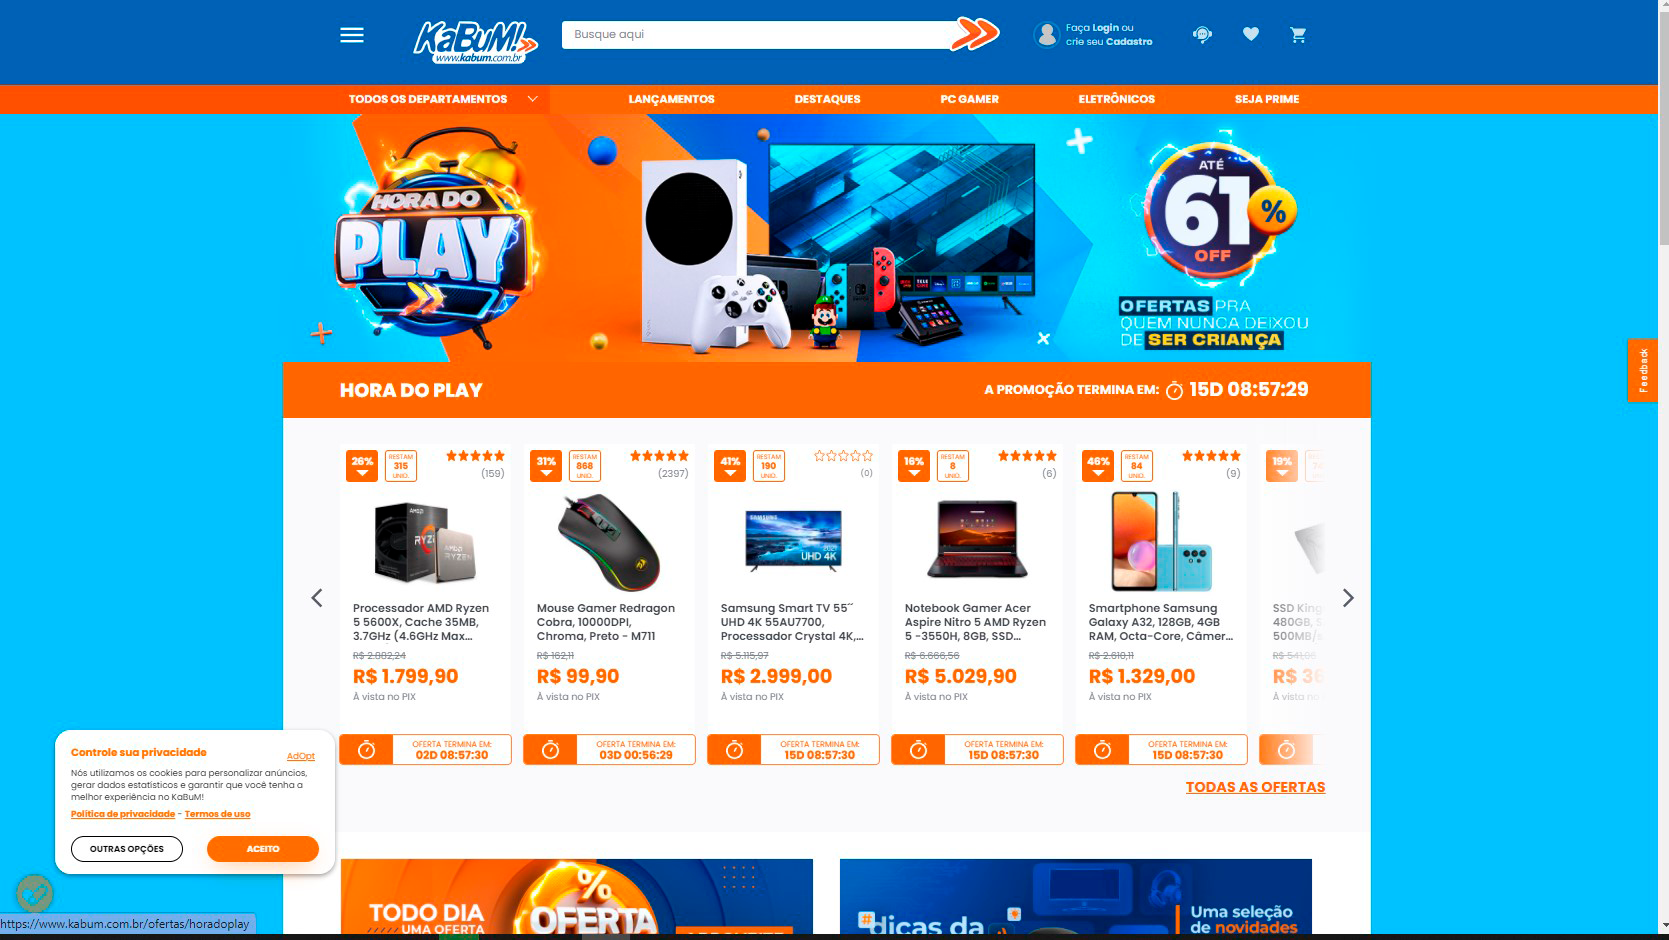 KaBuM!
www.kabum.com.br
Busque aqui
Faça Login ou
crie seu Cadastro
TODOS OS DEPARTAMENTOS
LANÇAMENTOS
DESTAQUES
PC GAMER
ELETRÔNICOS
SEJA PRIME
HORA DO
PLAY
ATÉ
61%
OFF
OFERTAS PRA
QUEM NUNCA DEIXOU
DE SER CRIANÇA
Feedback
HORA DO PLAY
A PROMOÇÃO TERMINA EM: 15D 08:57:29
26%
RESTAM
315
UNID.
(159)
AMD
RYZEN
Processador AMD Ryzen
5 5600X, Cache 35MB,
3.7GHz (4.6GHz Max...
R$ 2.882,24
R$ 1.799,90
À vista no PIX
OFERTA TERMINA EM:
02D 08:57:30
31%
RESTAM
868
UNID.
(2397)
Mouse Gamer Redragon
Cobra, 10000DPI,
Chroma, Preto - M711
R$ 162,11
R$ 99,90
À vista no PIX
OFERTA TERMINA EM:
03D 00:56:29
41%
RESTAM
190
UNID.
(0)
SAMSUNG
2021
UHD 4K
Samsung Smart TV 55´´
UHD 4K 55AU7700,
Processador Crystal 4K,...
R$ 5.115,97
R$ 2.999,00
À vista no PIX
OFERTA TERMINA EM:
15D 08:57:30
16%
RESTAM
8
UNID.
(6)
Notebook Gamer Acer
Aspire Nitro 5 AMD Ryzen
5 -3550H, 8GB, SSD...
R$ 6.666,56
R$ 5.029,90
À vista no PIX
OFERTA TERMINA EM:
15D 08:57:30
46%
RESTAM
84
UNID.
(9)
Smartphone Samsung
Galaxy A32, 128GB, 4GB
RAM, Octa-Core, Câmer...
R$ 2.610,11
R$ 1.329,00
À vista no PIX
OFERTA TERMINA EM:
15D 08:57:30
19%
SSD King
480GB, S
500MB/s
R$ 541,
R$ 36
À vista no
TODAS AS OFERTAS
Controle sua privacidade
AdOpt
Nós utilizamos os cookies para personalizar anúncios,
gerar dados estatísticos e garantir que você tenha a
melhor experiência no KaBuM!
Política de privacidade - Termos de uso
OUTRAS OPÇÕES
ACEITO
TODO DIA
UMA OFERTA
%
OFERTA
#dicas da
Uma seleção
de novidades
https://www.kabum.com.br/ofertas/horadoplay